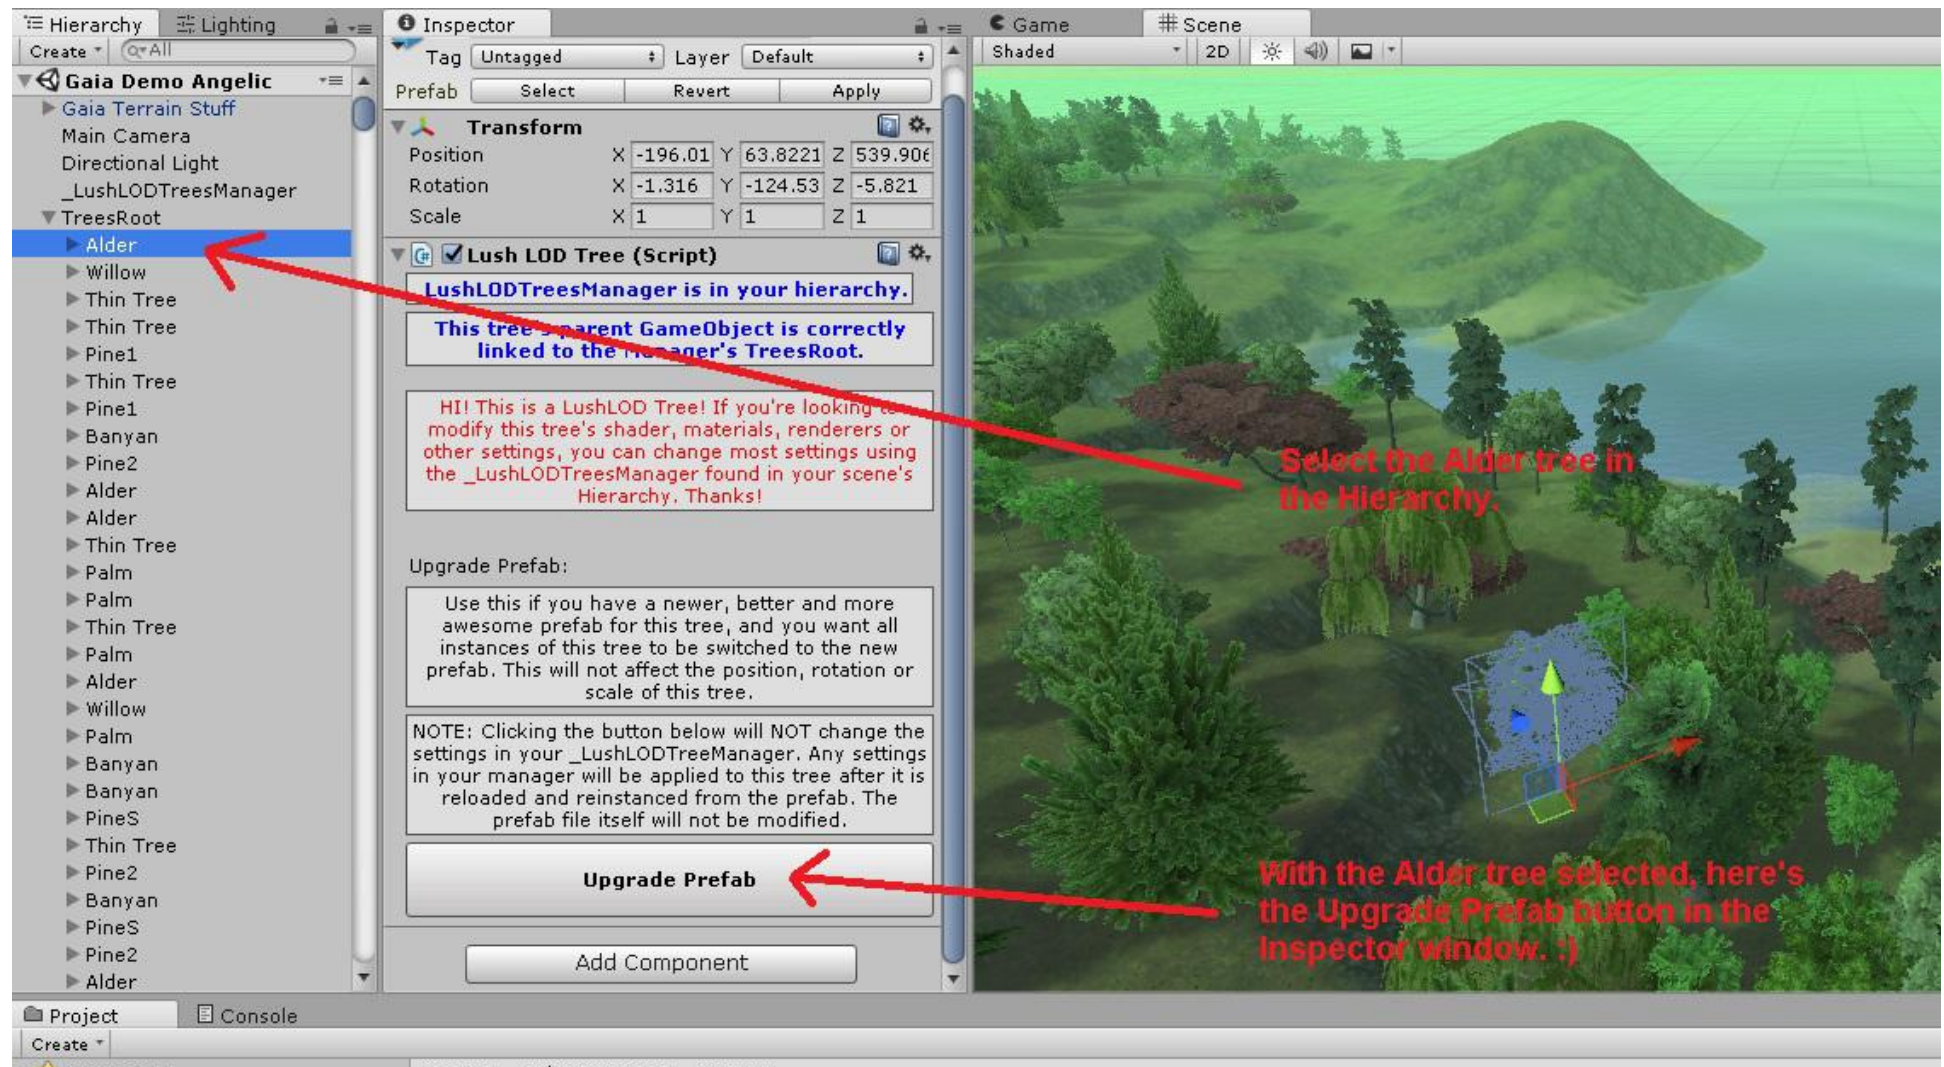 Hierarchy
Lighting
Create
All
Gaia Demo Angelic
Gaia Terrain Stuff
Main Camera
Directional Light
_LushLODTreesManager
TreesRoot
Alder
Willow
Thin Tree
Thin Tree
Pine1
Thin Tree
Pine1
Banyan
Pine2
Alder
Alder
Thin Tree
Palm
Palm
Thin Tree
Palm
Alder
Willow
Palm
Banyan
Banyan
PineS
Thin Tree
Pine2
Banyan
PineS
Pine2
Alder
Inspector
Tag Untagged Layer Default
Prefab Select Revert Apply
Transform
Position X -196.01 Y 63.8221 Z 539.906
Rotation X -1.316 Y -124.53 Z -5.821
Scale X 1 Y 1 Z 1
Lush LOD Tree (Script)
LushLODTreesManager is in your hierarchy.
This tree's parent GameObject is correctly
linked to the Manager's TreesRoot.
HI! This is a LushLOD Tree! If you're looking to
modify this tree's shader, materials, renderers or
other settings, you can change most settings using
the _LushLODTreesManager found in your scene's
Hierarchy. Thanks!
Upgrade Prefab:
Use this if you have a newer, better and more
awesome prefab for this tree, and you want all
instances of this tree to be switched to the new
prefab. This will not affect the position, rotation or
scale of this tree.
NOTE: Clicking the button below will NOT change the
settings in your _LushLODTreeManager. Any settings
in your manager will be applied to this tree after it is
reloaded and reinstanced from the prefab. The
prefab file itself will not be modified.
Upgrade Prefab
Add Component
Game
Scene
Shaded
2D
Select the Alder tree in
the Hierarchy.
With the Alder tree selected, here's
the Upgrade Prefab button in the
Inspector window. :)
Project
Console
Create